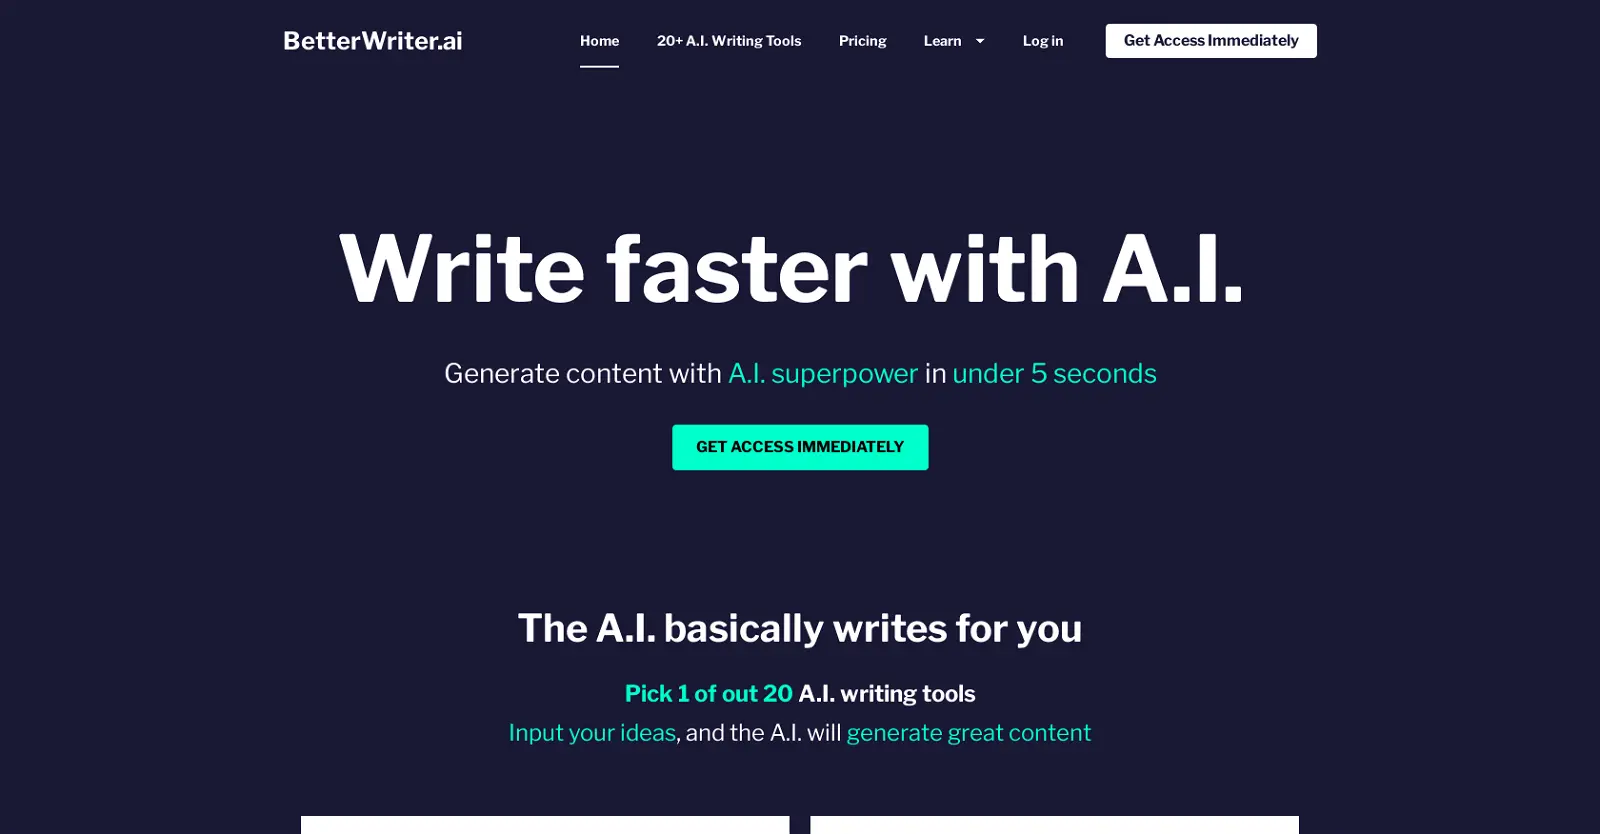 BetterWriter.ai
Home
20+ A.I. Writing Tools
Pricing
Learn
Log in
Get Access Immediately
Write faster with A.I.
Generate content with A.I. superpower in under 5 seconds
GET ACCESS IMMEDIATELY
The A.I. basically writes for you
Pick 1 of out 20 A.I. writing tools
Input your ideas, and the A.I. will generate great content